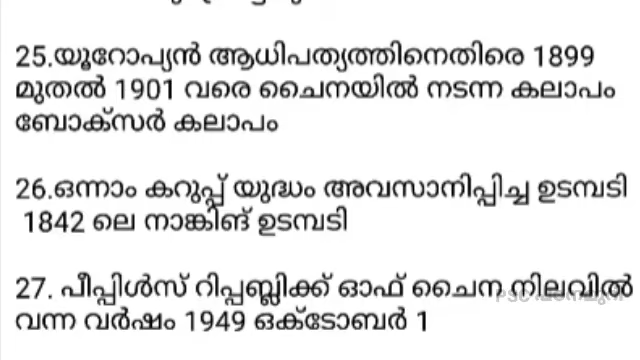 25.യൂറോപ്യൻ ആധിപത്യത്തിനെതിരെ 1899
മുതൽ 1901 വരെ ചൈനയിൽ നടന്ന കലാപം
ബോക്സർ കലാപം
26.ഒന്നാം കറുപ്പ് യുദ്ധം അവസാനിപ്പിച്ച ഉടമ്പടി
1842 ലെ നാങ്കിങ് ഉടമ്പടി
27. പീപ്പിൾസ് റിപ്പബ്ലിക്ക് ഓഫ് ചൈന നിലവിൽ
വന്ന വർഷം 1949 ഒക്ടോബർ 1